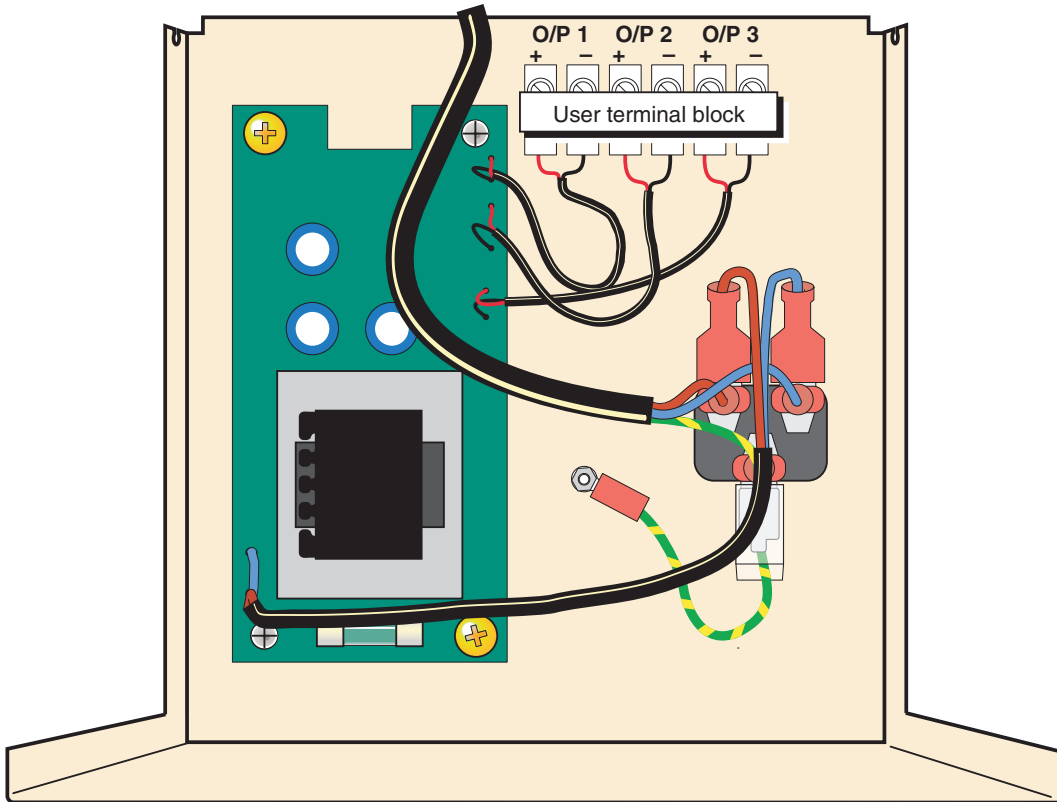 O/P 1 O/P 2 O/P 3
+ – + – + –
User terminal block